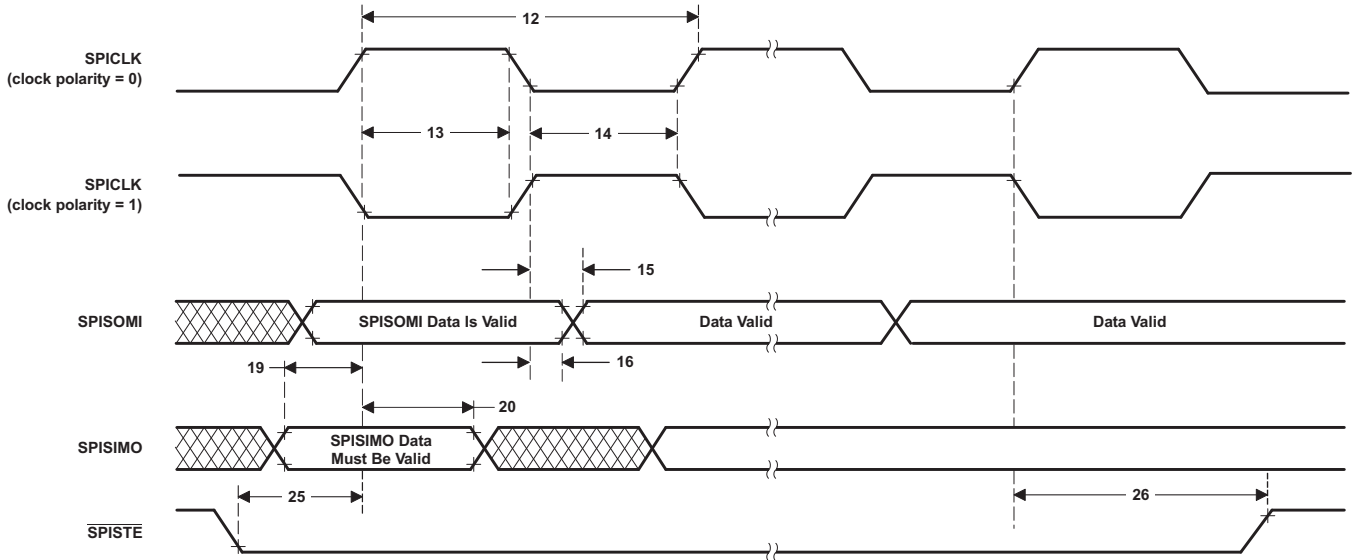 12
SPICLK
(clock polarity = 0)
13
14
SPICLK
(clock polarity = 1)
15
SPISOMI
SPISOMI Data Is Valid
Data Valid
Data Valid
19
16
20
SPISIMO
SPISIMO Data
Must Be Valid
25
26
SPISTE